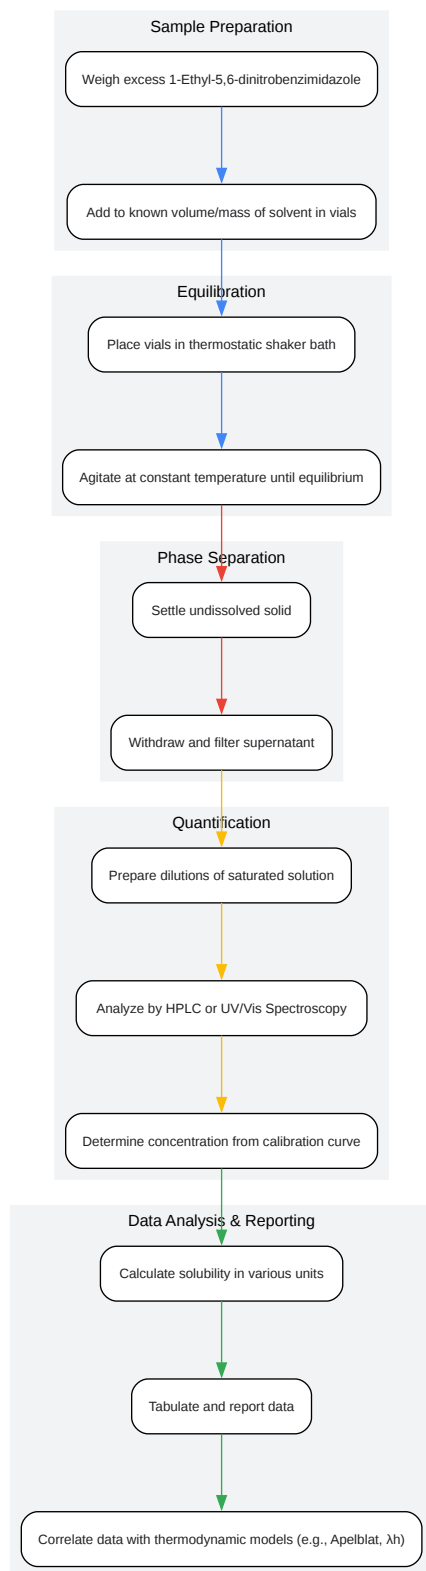 Sample Preparation
Weigh excess 1-Ethyl-5,6-dinitrobenzimidazole
Add to known volume/mass of solvent in vials
Equilibration
Place vials in thermostatic shaker bath
Agitate at constant temperature until equilibrium
Phase Separation
Settle undissolved solid
Withdraw and filter supernatant
Quantification
Prepare dilutions of saturated solution
Analyze by HPLC or UV/Vis Spectroscopy
Determine concentration from calibration curve
Data Analysis & Reporting
Calculate solubility in various units
Tabulate and report data
Correlate data with thermodynamic models (e.g., Apelblat, λh)